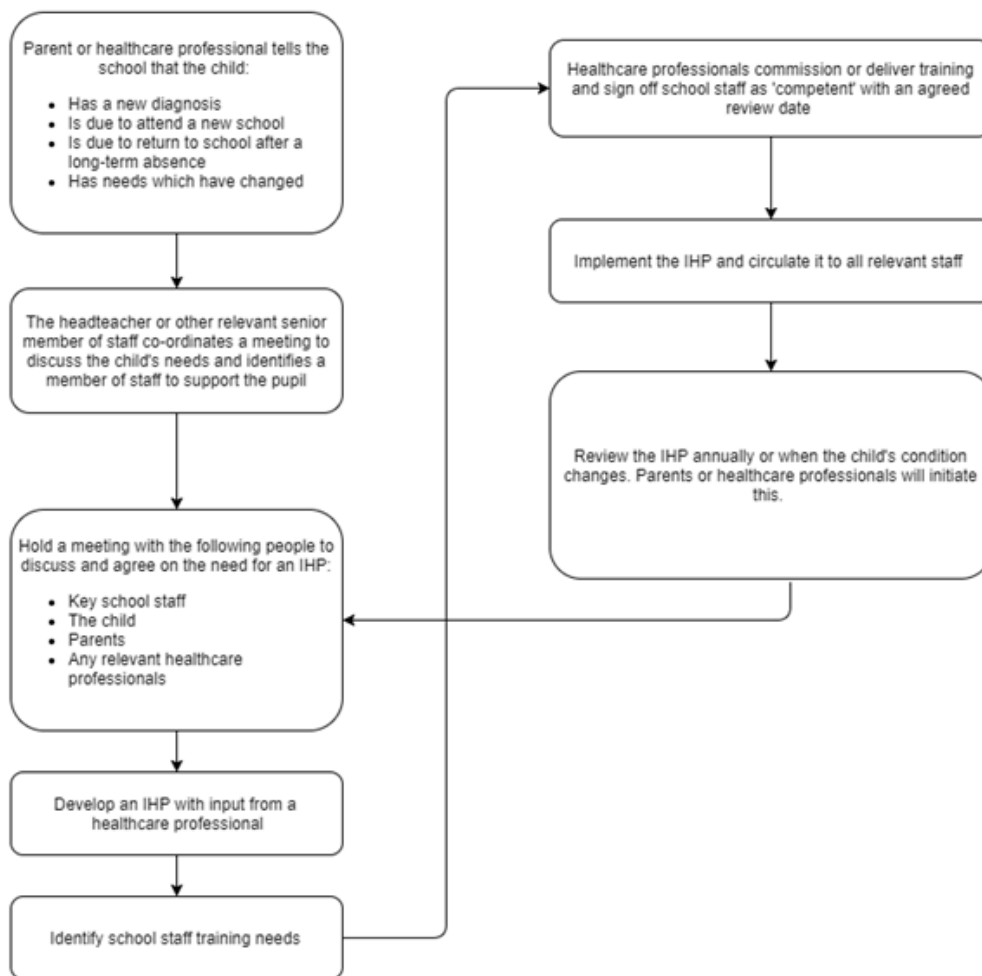 Parent or healthcare professional tells the
school that the child:
• Has a new diagnosis
• Is due to attend a new school
• Is due to return to school after a
long-term absence
• Has needs which have changed
The headteacher or other relevant senior
member of staff co-ordinates a meeting to
discuss the child's needs and identifies a
member of staff to support the pupil
Hold a meeting with the following people to
discuss and agree on the need for an IHP:
• Key school staff
• The child
• Parents
• Any relevant healthcare
professionals
Develop an IHP with input from a
healthcare professional
Identify school staff training needs
Healthcare professionals commission or deliver training
and sign off school staff as 'competent' with an agreed
review date
Implement the IHP and circulate it to all relevant staff
Review the IHP annually or when the child's condition
changes. Parents or healthcare professionals will initiate
this.